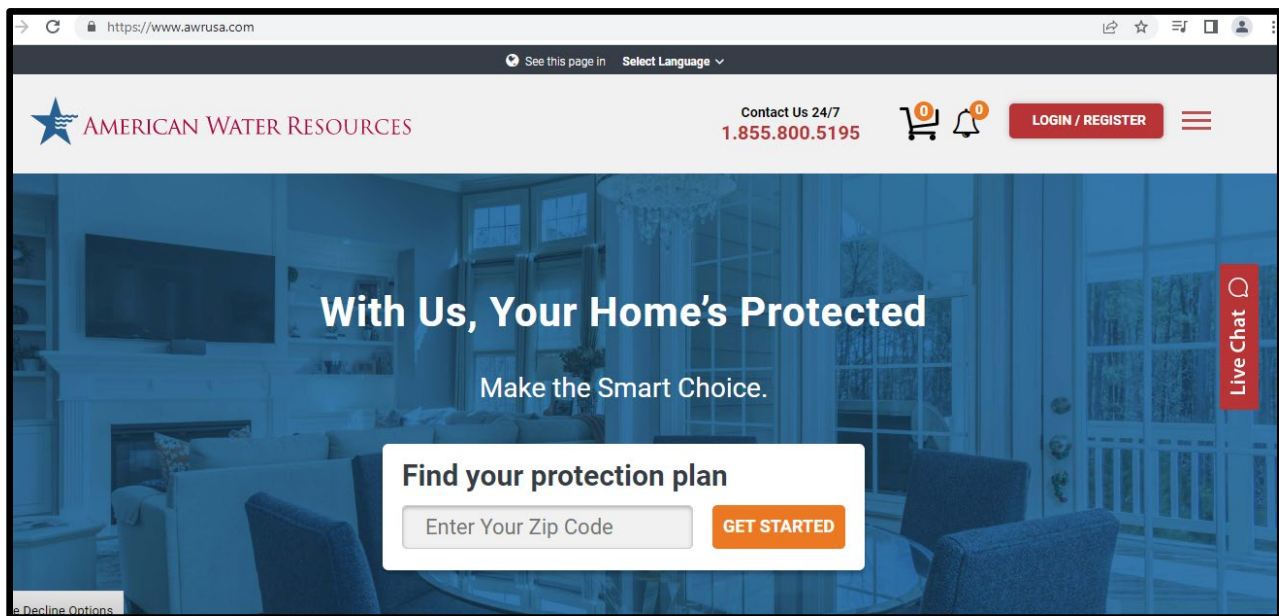 https://www.awrusa.com
See this page in Select Language
AMERICAN WATER RESOURCES
Contact Us 24/7
1.855.800.5195
0
0
LOGIN / REGISTER
With Us, Your Home's Protected
Make the Smart Choice.
Live Chat
Find your protection plan
Enter Your Zip Code
GET STARTED
e Decline Options